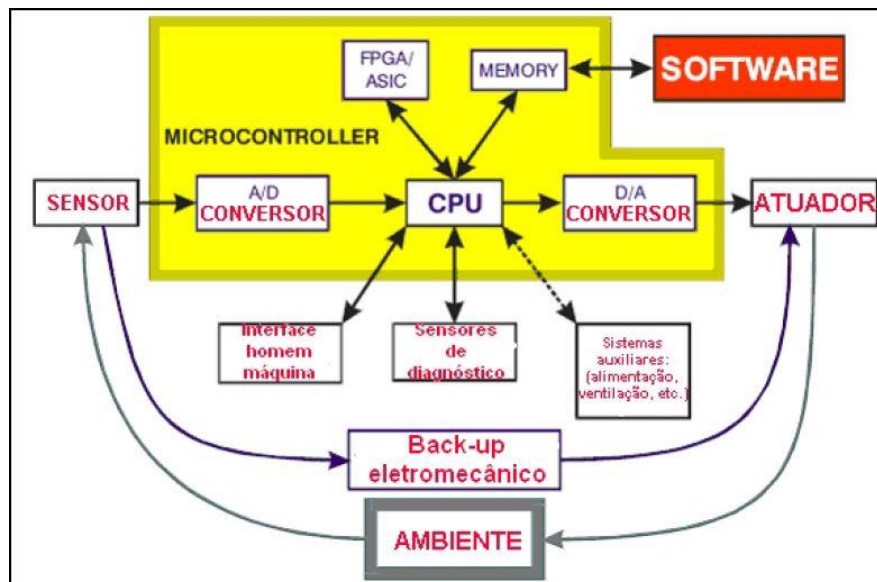 FPGA/
ASIC
MEMORY
SOFTWARE
MICROCONTROLLER
SENSOR
A/D
CONVERSOR
CPU
D/A
CONVERSOR
ATUADOR
Interface
homem
máquina
Sensores
de
diagnóstico
Sistemas
auxiliares:
(alimentação,
ventilação, etc.)
Back-up
eletromecânico
AMBIENTE